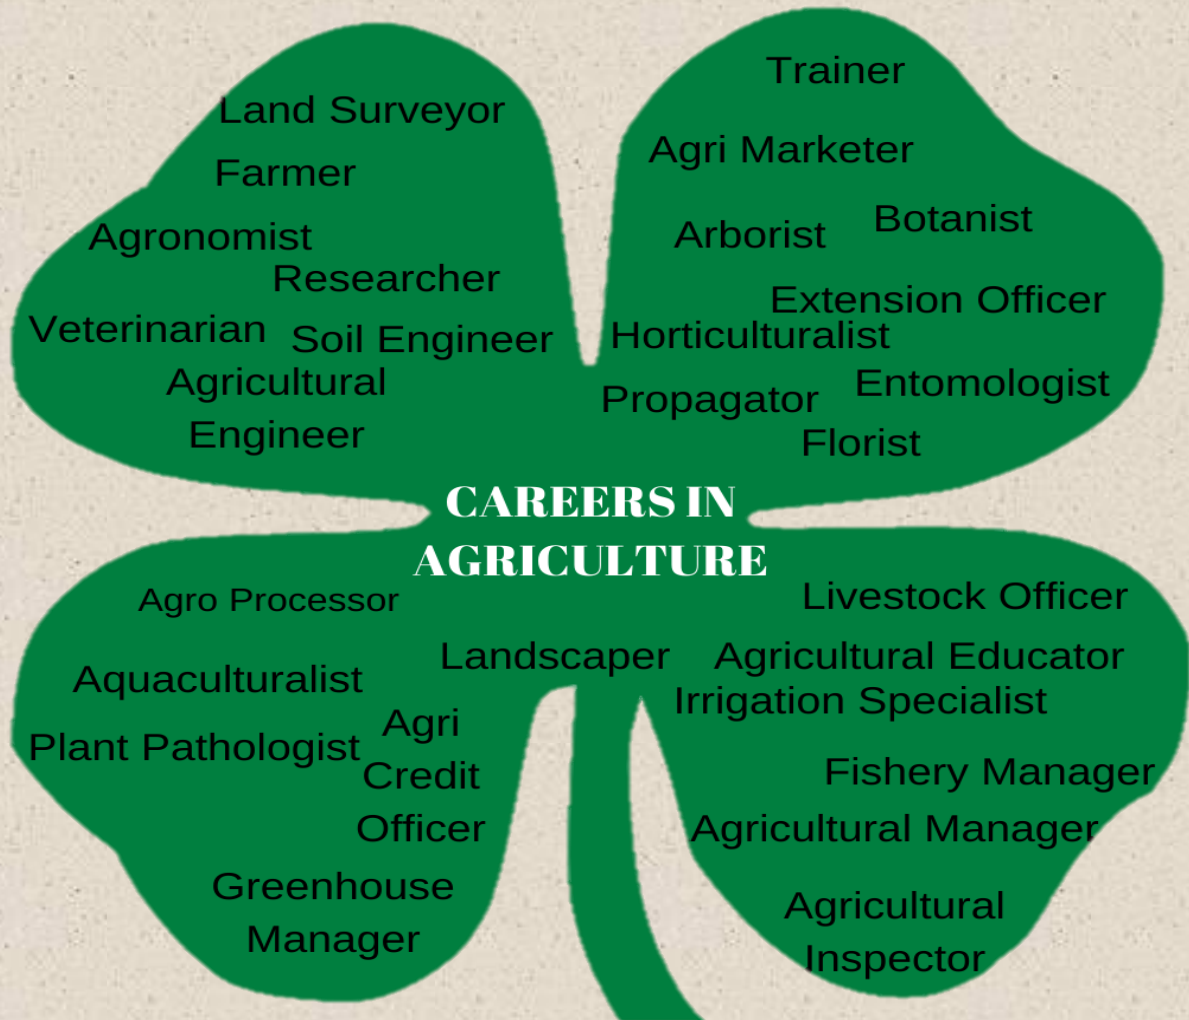 Land Surveyor
Farmer
Agronomist
Researcher
Veterinarian
Soil Engineer
Agricultural
Engineer
Trainer
Agri Marketer
Arborist
Botanist
Extension Officer
Horticulturalist
Propagator
Entomologist
Florist
CAREERS IN
AGRICULTURE
Agro Processor
Aquaculturalist
Plant Pathologist
Landscaper
Agri
Credit
Officer
Greenhouse
Manager
Livestock Officer
Agricultural Educator
Irrigation Specialist
Fishery Manager
Agricultural Manager
Agricultural
Inspector